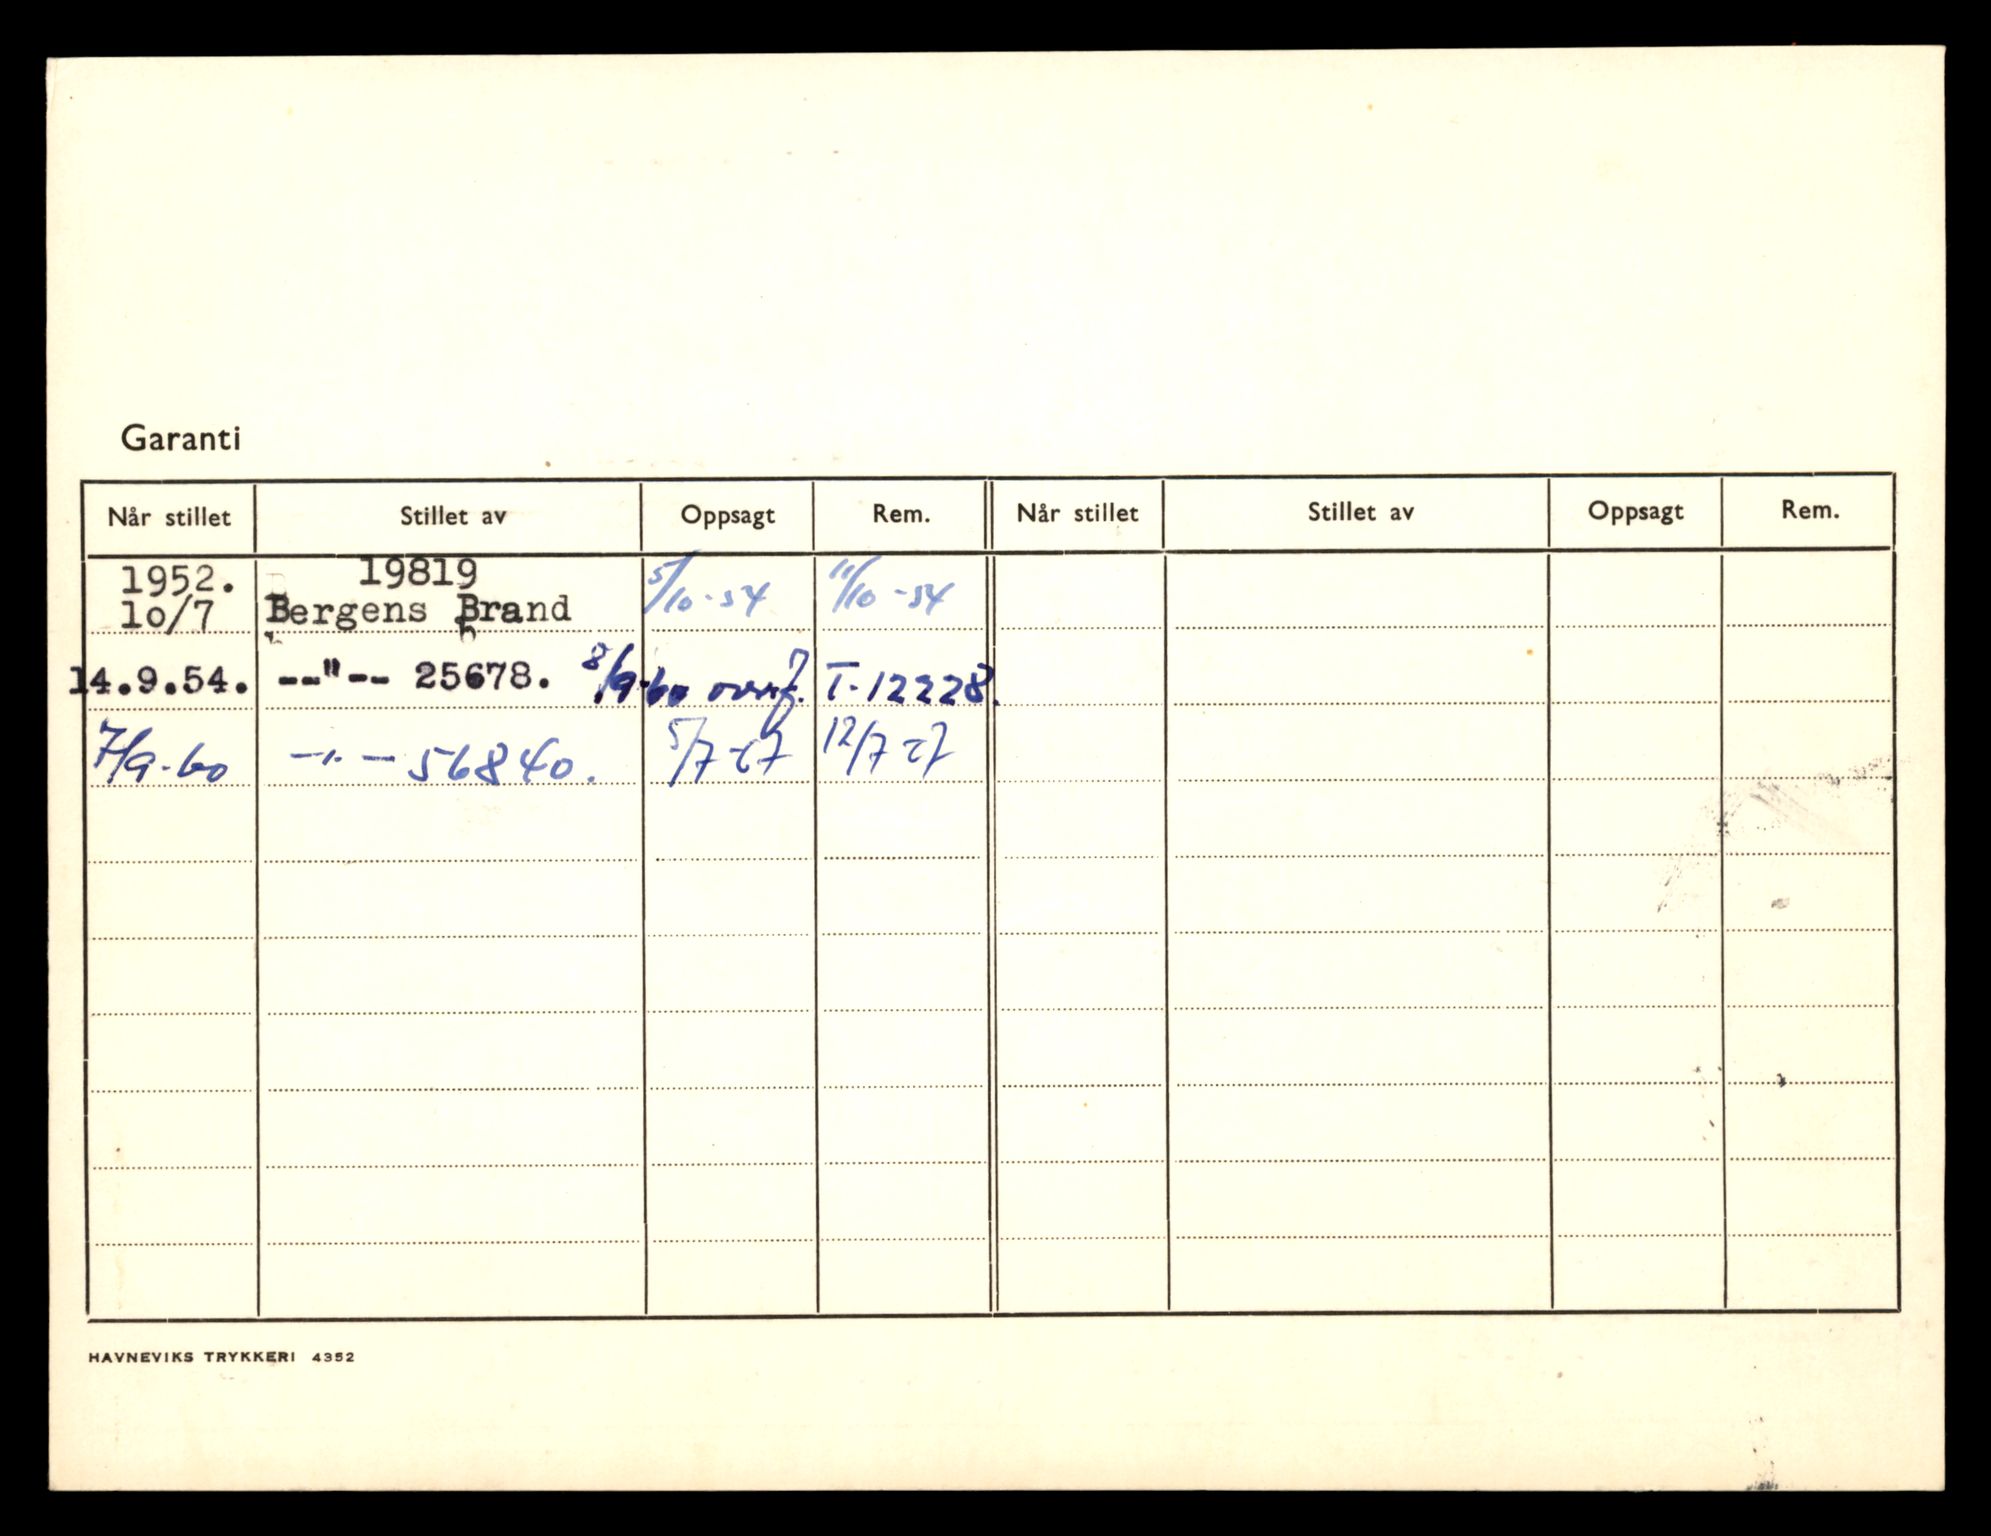 Garanti
Når stillet Stillet av Oppsagt Rem. Når stillet Stillet av Oppsagt Rem.
1952. 19819 5/10-54 11/10-54
10/7 Bergens Brand
14.9.54. --"-- 25678. 8/9-60 overf. T-12228.
7/9-60 -"- 56840. 5/7 67 12/7 67
HAVNEVIKS TRYKKERI 4352